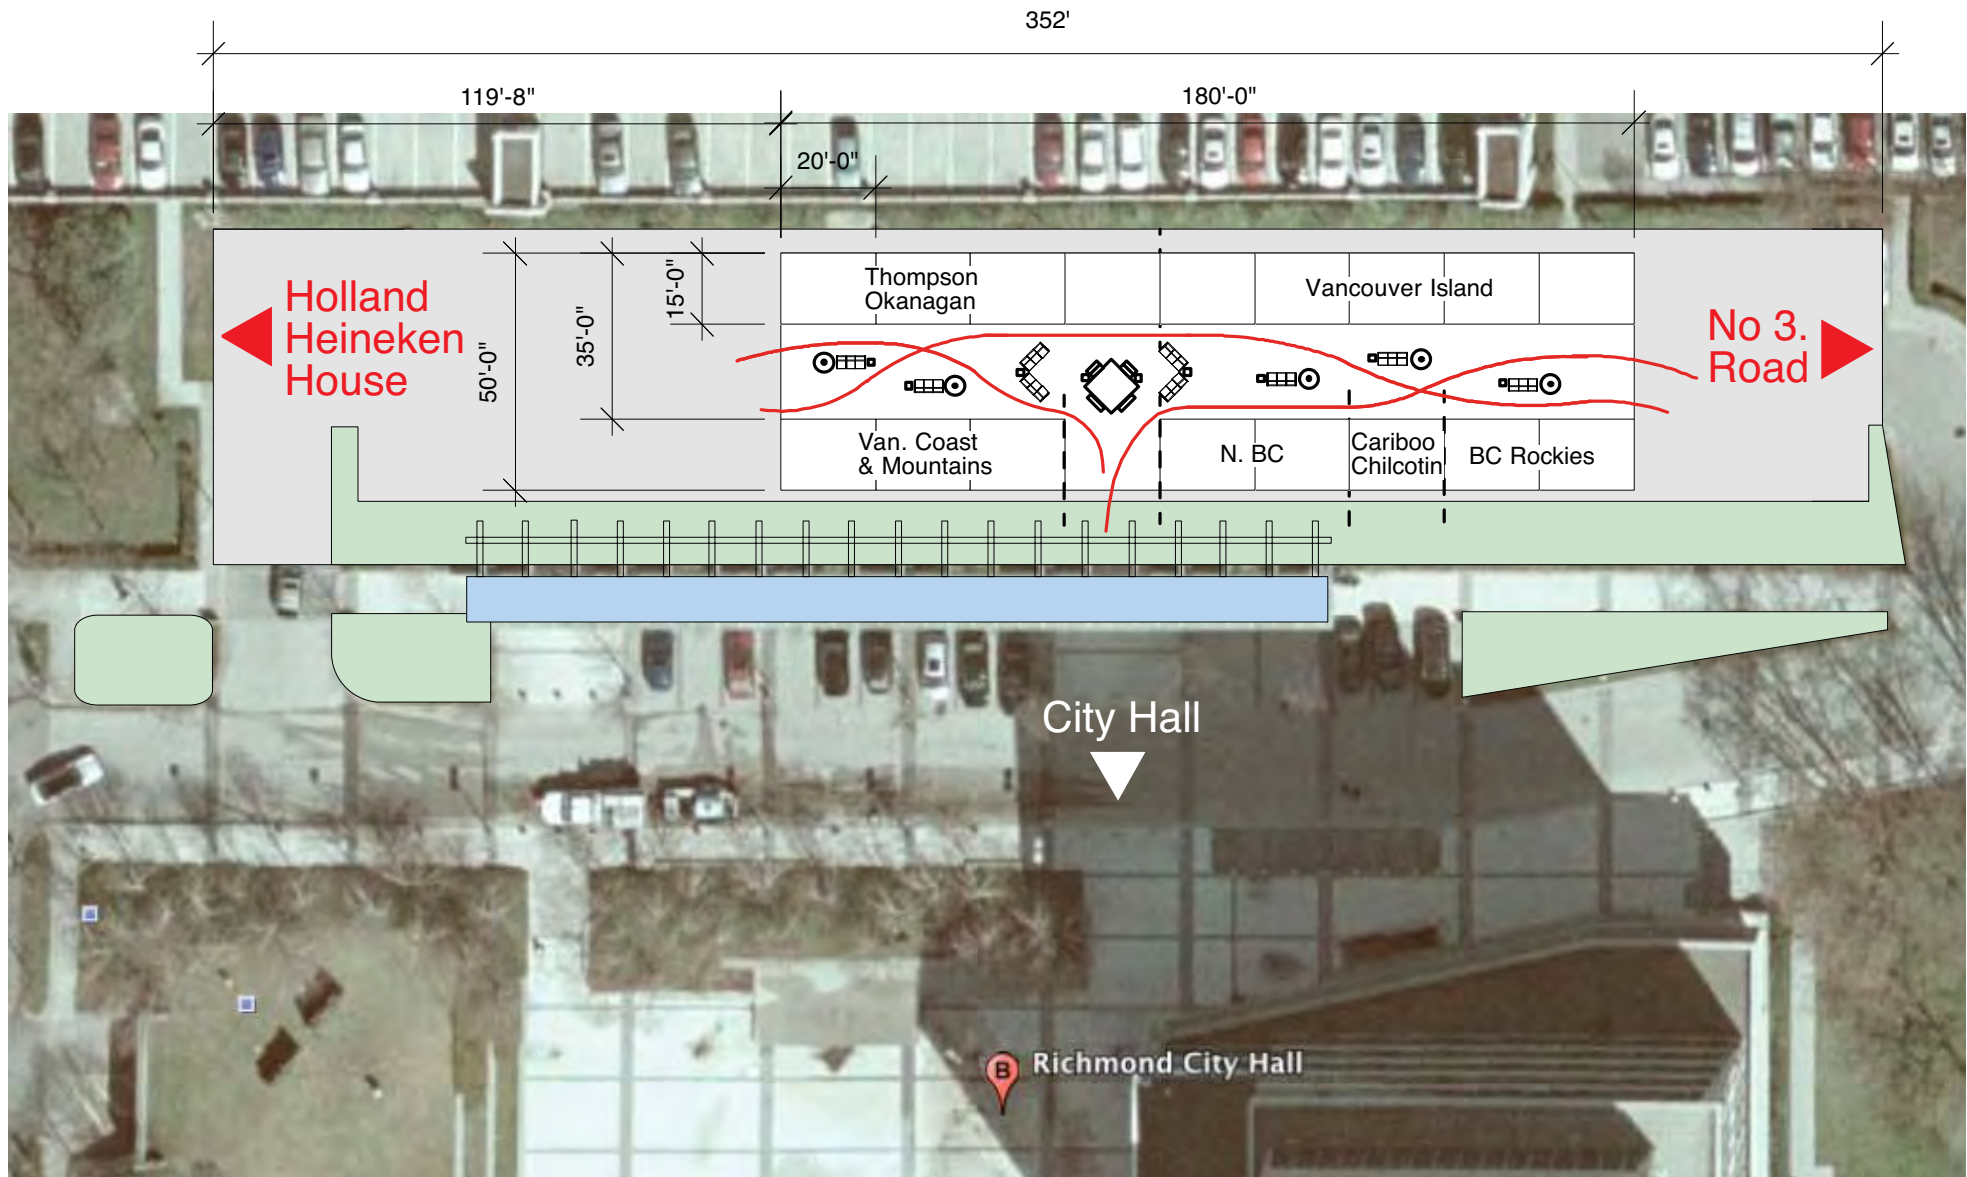 352'
119'-8"
180'-0"
20'-0"
15'-0"
35'-0"
50'-0"
Holland
Heineken
House
Thompson
Okanagan
Vancouver Island
No 3.
Road
Van. Coast
& Mountains
N. BC
Cariboo
Chilcotin
BC Rockies
City Hall
B
Richmond City Hall